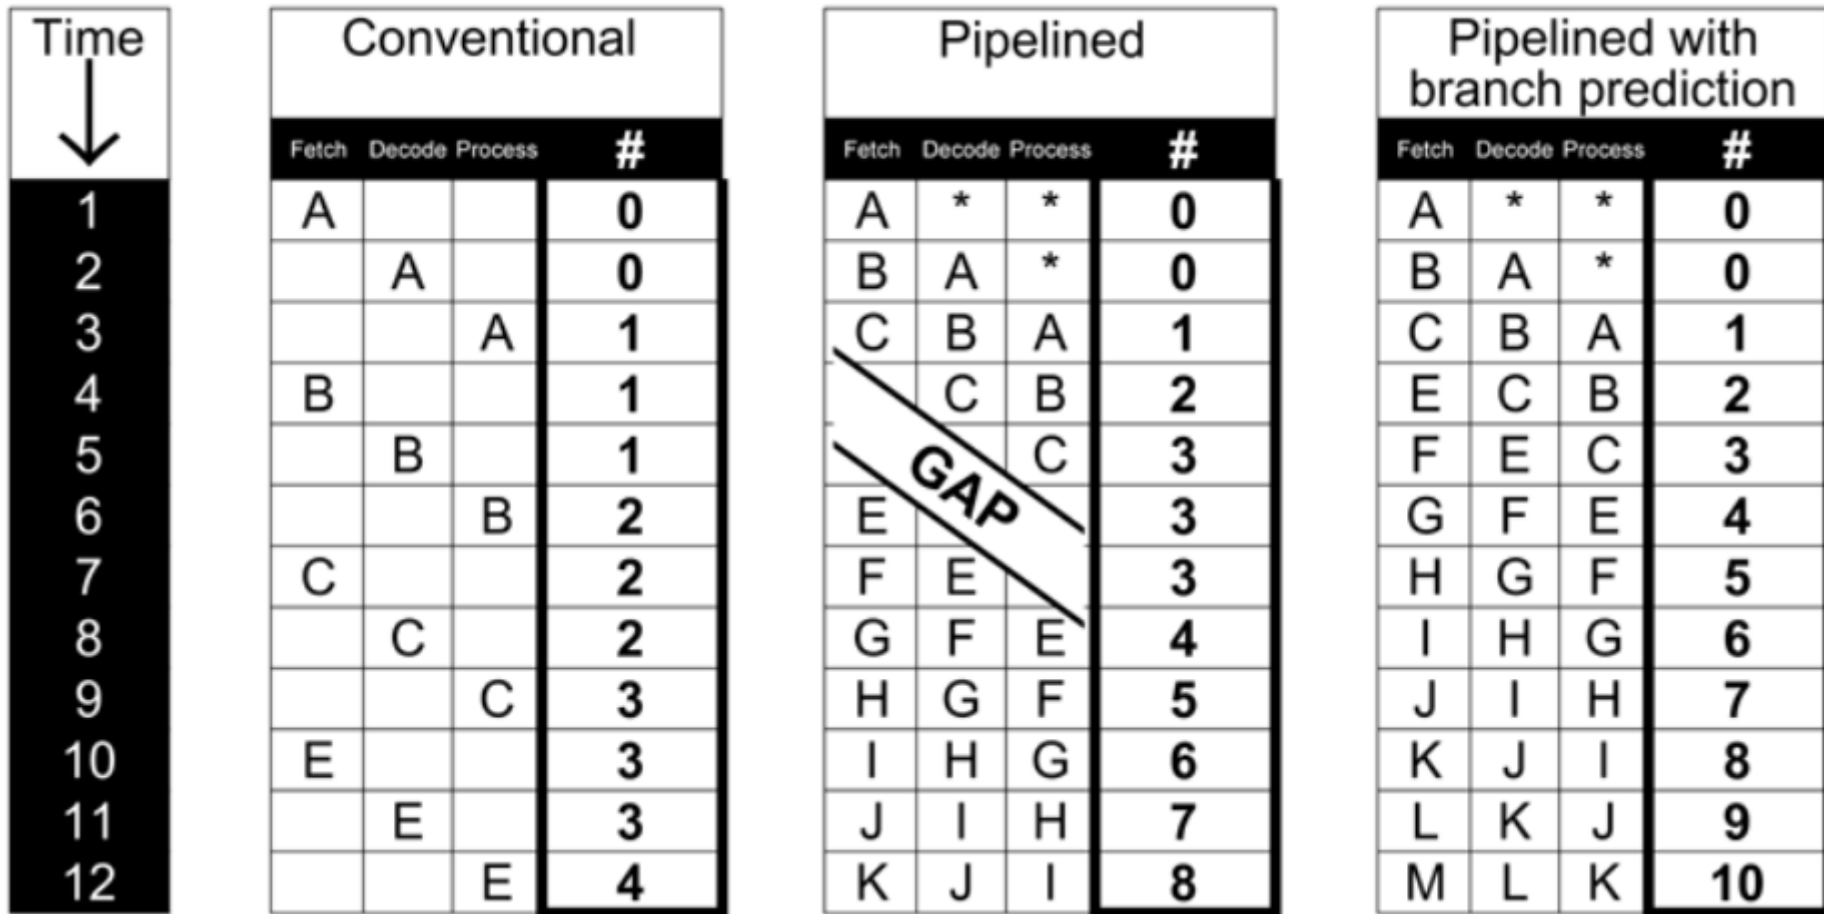 Time Conventional Pipelined Pipelined with
branch prediction
Fetch Decode Process # Fetch Decode Process # Fetch Decode Process #
1 A 0 A * * 0 A * * 0
2 A 0 B A * 0 B A * 0
3 A 1 C B A 1 C B A 1
4 B 1 C B 2 E C B 2
5 B 1 C 3 F E C 3
GAP
6 B 2 E 3 G F E 4
7 C 2 F E 3 H G F 5
8 C 2 G F E 4 I H G 6
9 C 3 H G F 5 J I H 7
10 E 3 I H G 6 K J I 8
11 E 3 J I H 7 L K J 9
12 E 4 K J I 8 M L K 10